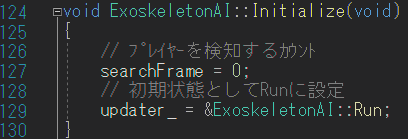 124 void ExoskeletonAI::Initialize(void)
125 {
126 // ﾌﾟﾚｲﾔｰを検知するｶｳﾝﾄ
127 searchFrame = 0;
128 // 初期状態としてRunに設定
129 updater_ = &ExoskeletonAI::Run;
130 }